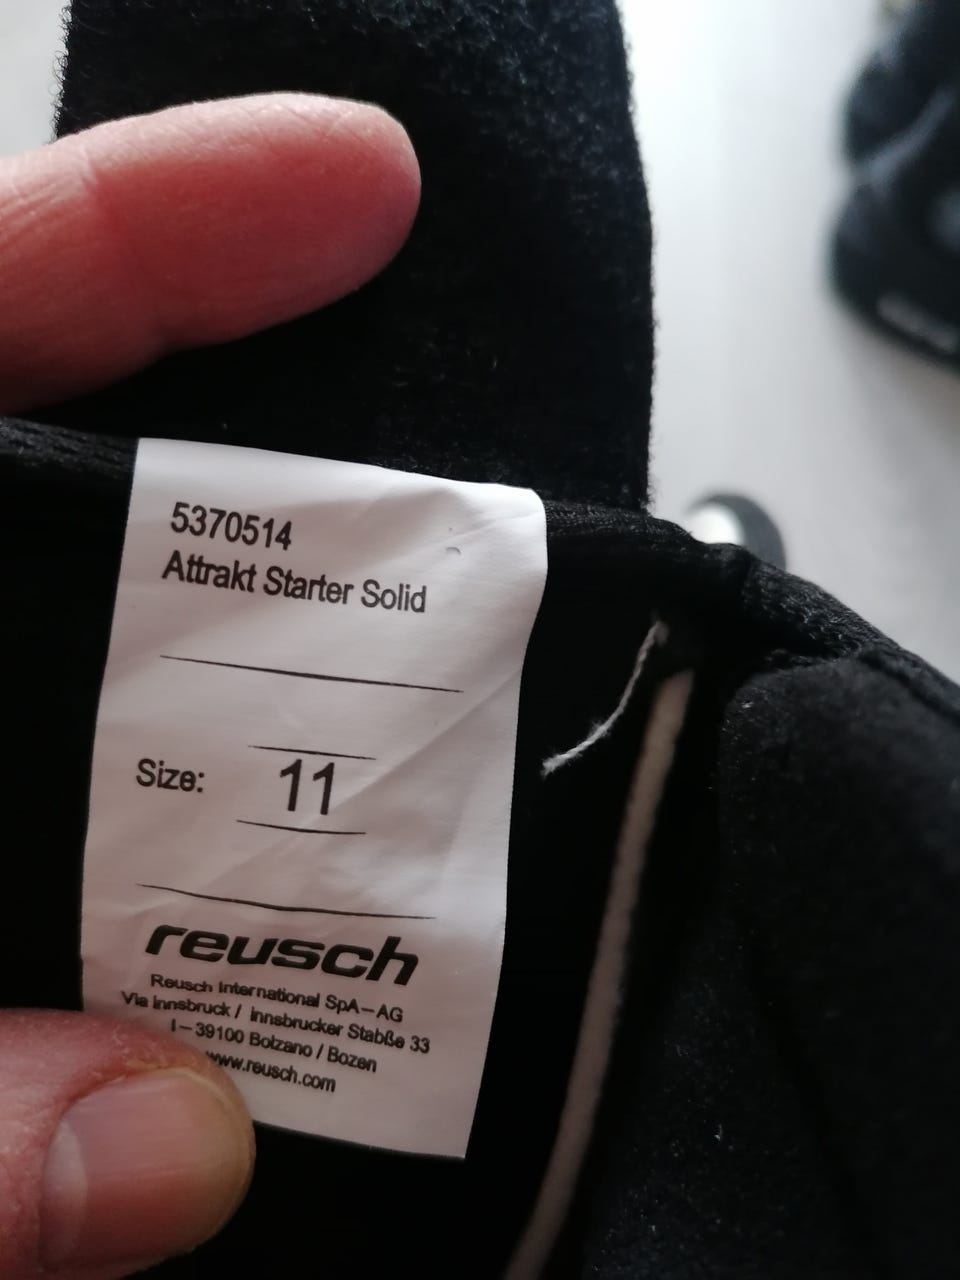 5370514
Attrakt Starter Solid
Size: 11
reusch
Reusch International SpA-AG
Via Innsbruck / Innsbrucker Stabße 33
I-39100 Bolzano / Bozen
www.reusch.com